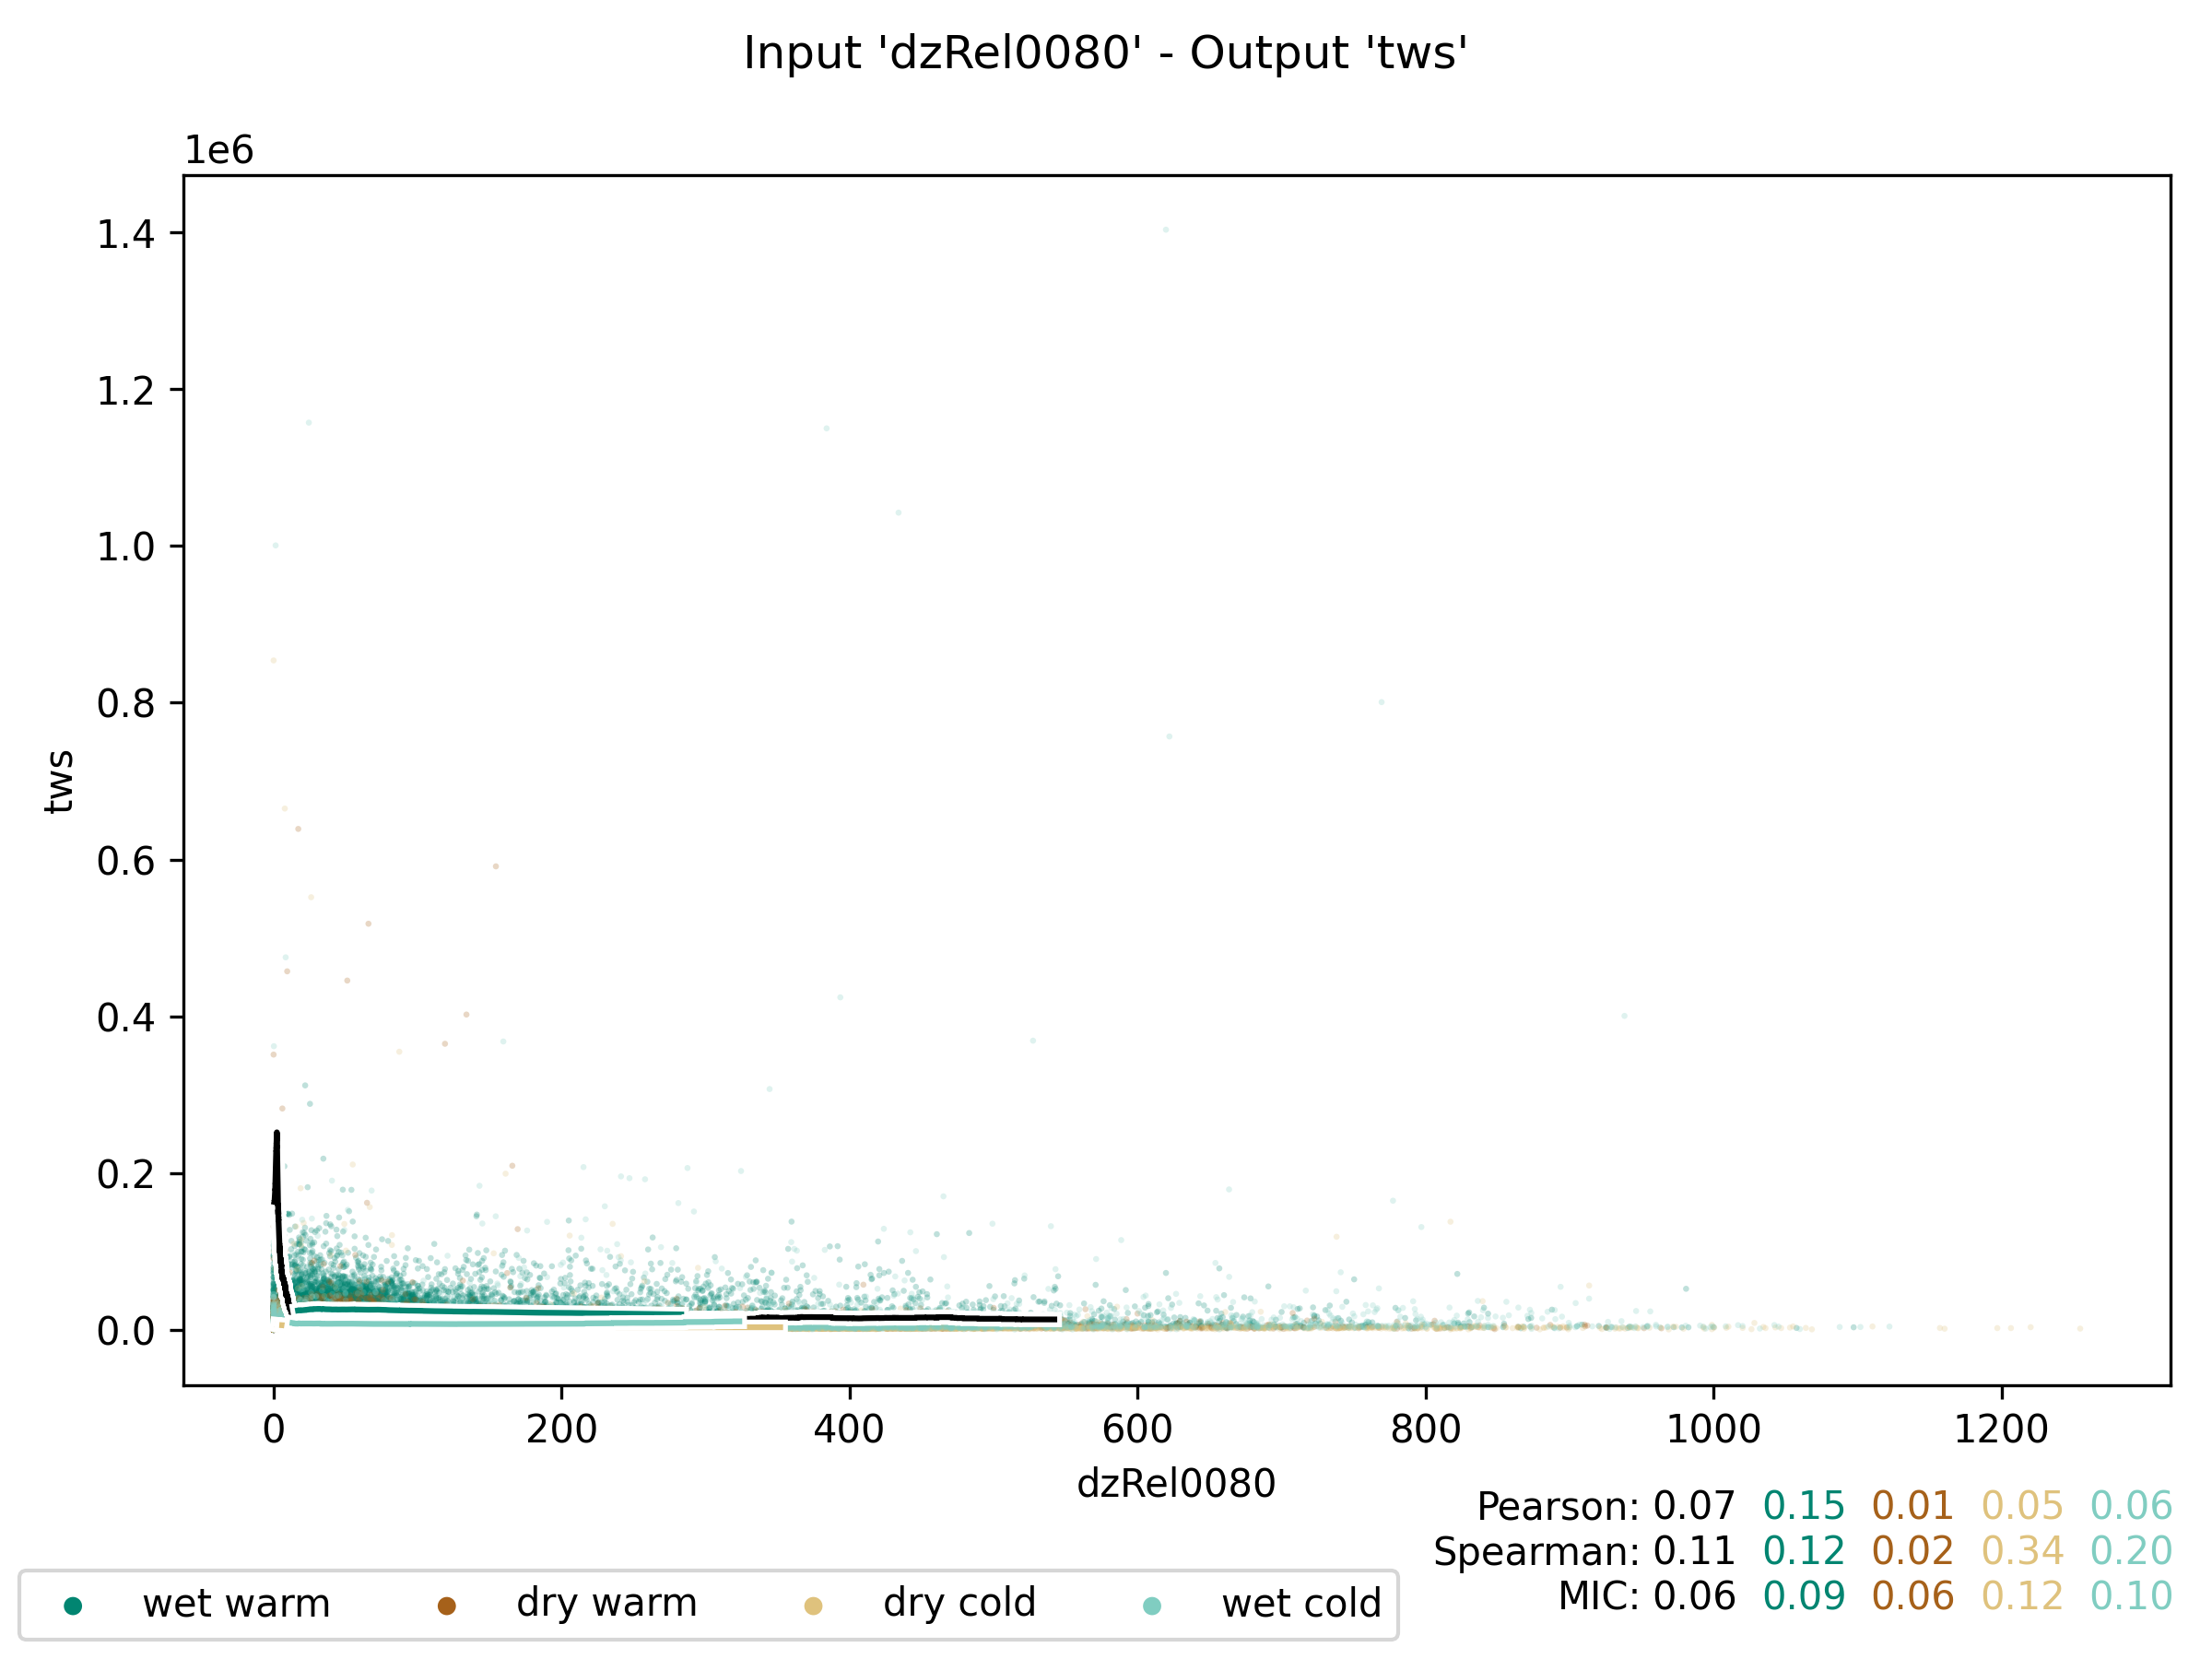 Input 'dzRel0080' - Output 'tws'
1e6
1.4
1.2
1.0
0.8
0.6
0.4
0.2
0.0
tws
0 200 400 600 800 1000 1200
dzRel0080
Pearson: 0.07 0.15 0.01 0.05 0.06
Spearman: 0.11 0.12 0.02 0.34 0.20
MIC: 0.06 0.09 0.06 0.12 0.10
wet warm dry warm dry cold wet cold